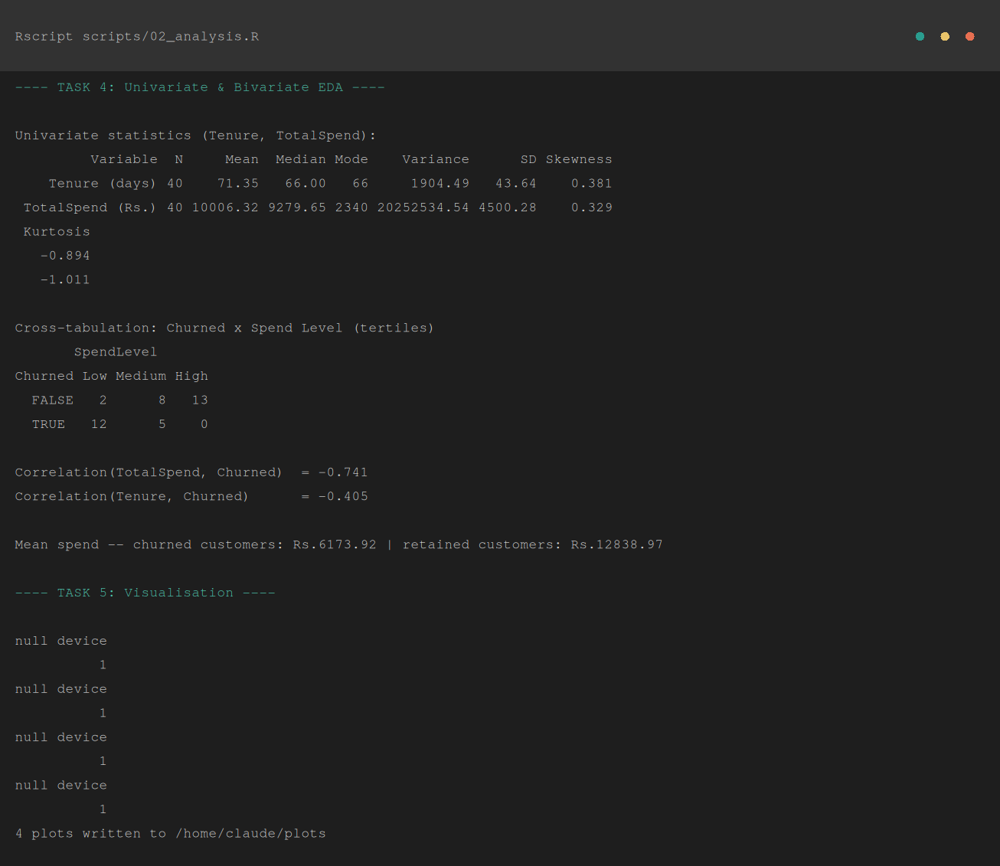 Rscript scripts/02_analysis.R
---- TASK 4: Univariate & Bivariate EDA ----
Univariate statistics (Tenure, TotalSpend):
         Variable  N     Mean  Median Mode    Variance      SD Skewness
    Tenure (days) 40    71.35   66.00   66     1904.49   43.64    0.381
 TotalSpend (Rs.) 40 10006.32 9279.65 2340 20252534.54 4500.28    0.329
 Kurtosis
   -0.894
   -1.011
Cross-tabulation: Churned x Spend Level (tertiles)
       SpendLevel
Churned Low Medium High
  FALSE   2      8   13
  TRUE   12      5    0
Correlation(TotalSpend, Churned)  = -0.741
Correlation(Tenure, Churned)      = -0.405
Mean spend -- churned customers: Rs.6173.92 | retained customers: Rs.12838.97
---- TASK 5: Visualisation ----
null device
          1
null device
          1
null device
          1
null device
          1
4 plots written to /home/claude/plots